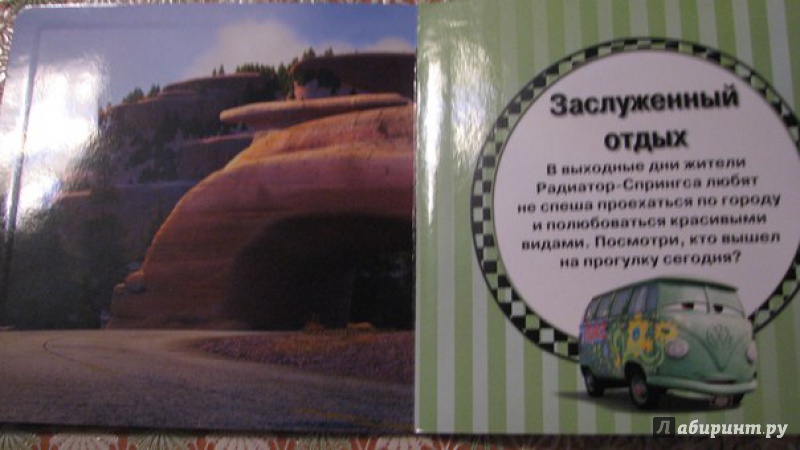 Заслуженный
отдых
В выходные дни жители
Радиатор-Спрингса любят
не спеша проехаться по городу
и полюбоваться красивыми
видами. Посмотри, кто вышел
на прогулку сегодня?
Лабиринт.ру